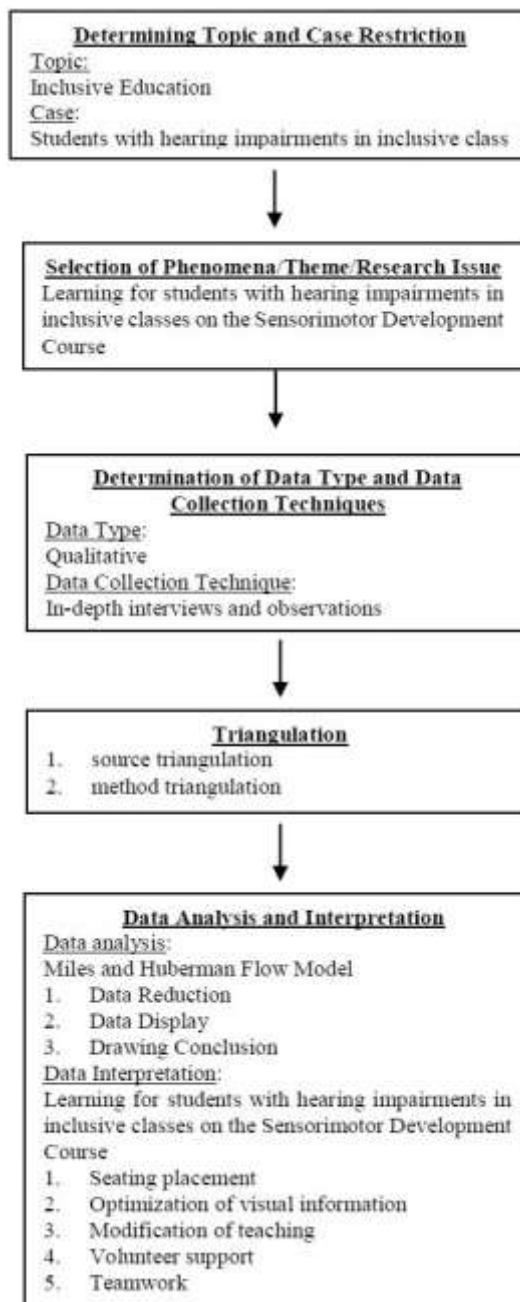 Determining Topic and Case Restriction
Topic:
Inclusive Education
Case:
Students with hearing impairments in inclusive class
Selection of Phenomena/Theme/Research Issue
Learning for students with hearing impairments in
inclusive classes on the Sensorimotor Development
Course
Determination of Data Type and Data
Collection Techniques
Data Type:
Qualitative
Data Collection Technique:
In-depth interviews and observations
Triangulation
1. source triangulation
2. method triangulation
Data Analysis and Interpretation
Data analysis:
Miles and Huberman Flow Model
1. Data Reduction
2. Data Display
3. Drawing Conclusion
Data Interpretation:
Learning for students with hearing impairments in
inclusive classes on the Sensorimotor Development
Course
1. Seating placement
2. Optimization of visual information
3. Modification of teaching
4. Volunteer support
5. Teamwork